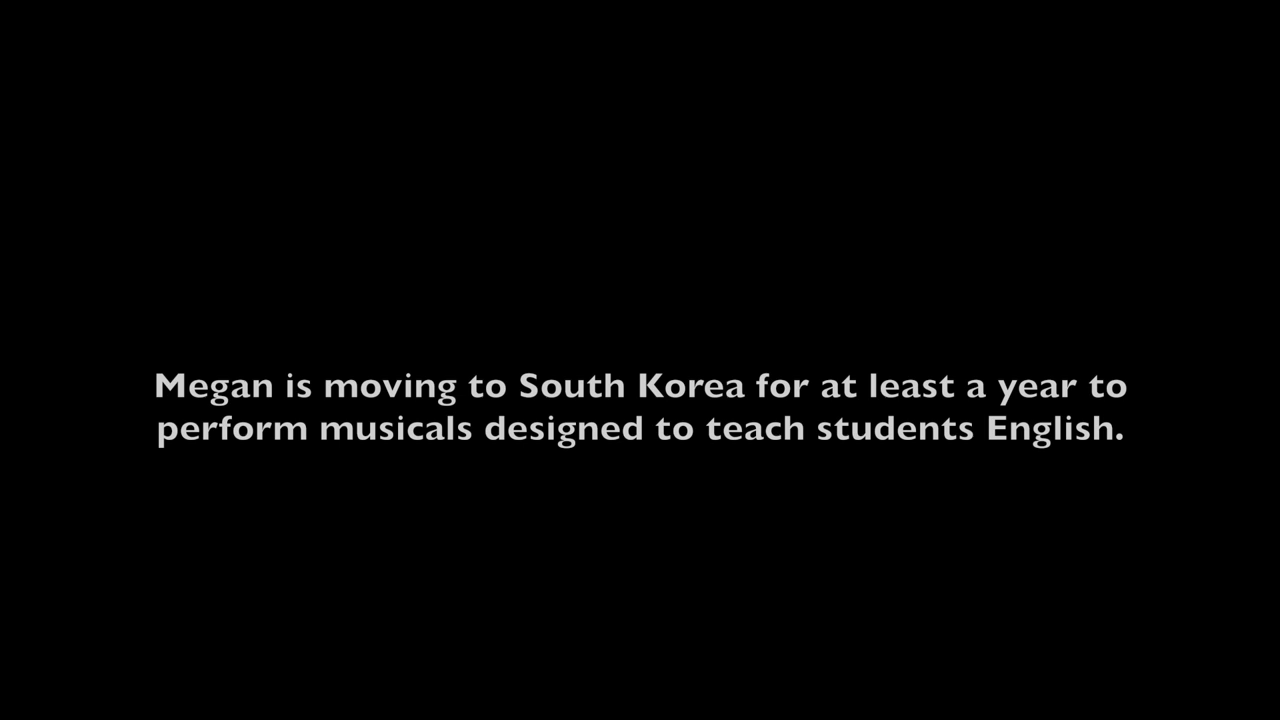 Megan is moving to South Korea for at least a year to
perform musicals designed to teach students English.